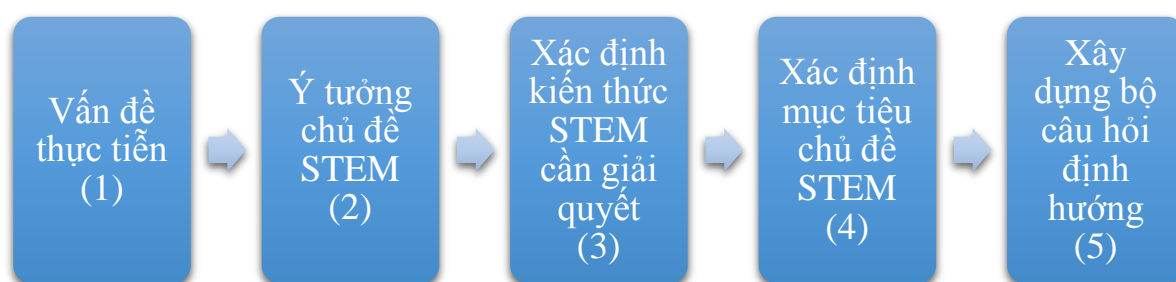 Vấn đề
thực tiễn
(1)
Ý tưởng
chủ đề
STEM
(2)
Xác định
kiến thức
STEM
cần giải
quyết
(3)
Xác định
mục tiêu
chủ đề
STEM
(4)
Xây
dựng bộ
câu hỏi
định
hướng
(5)